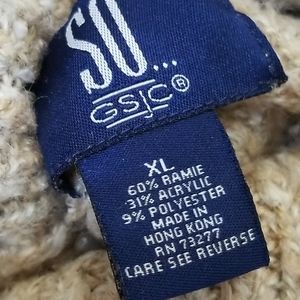 SO...
GSJC®
XL
60% RAMIE
31% ACRYLIC
9% POLYESTER
MADE IN
HONG KONG
RN 73277
CARE SEE REVERSE